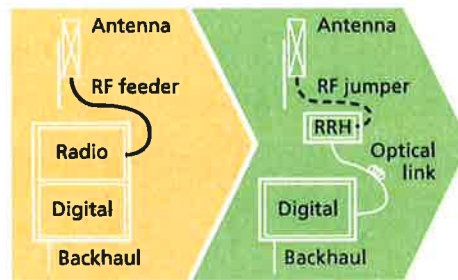 Antenna
RF feeder
Radio
Digital
Backhaul
Antenna
RF jumper
RRH
Optical
link
Digital
Backhaul